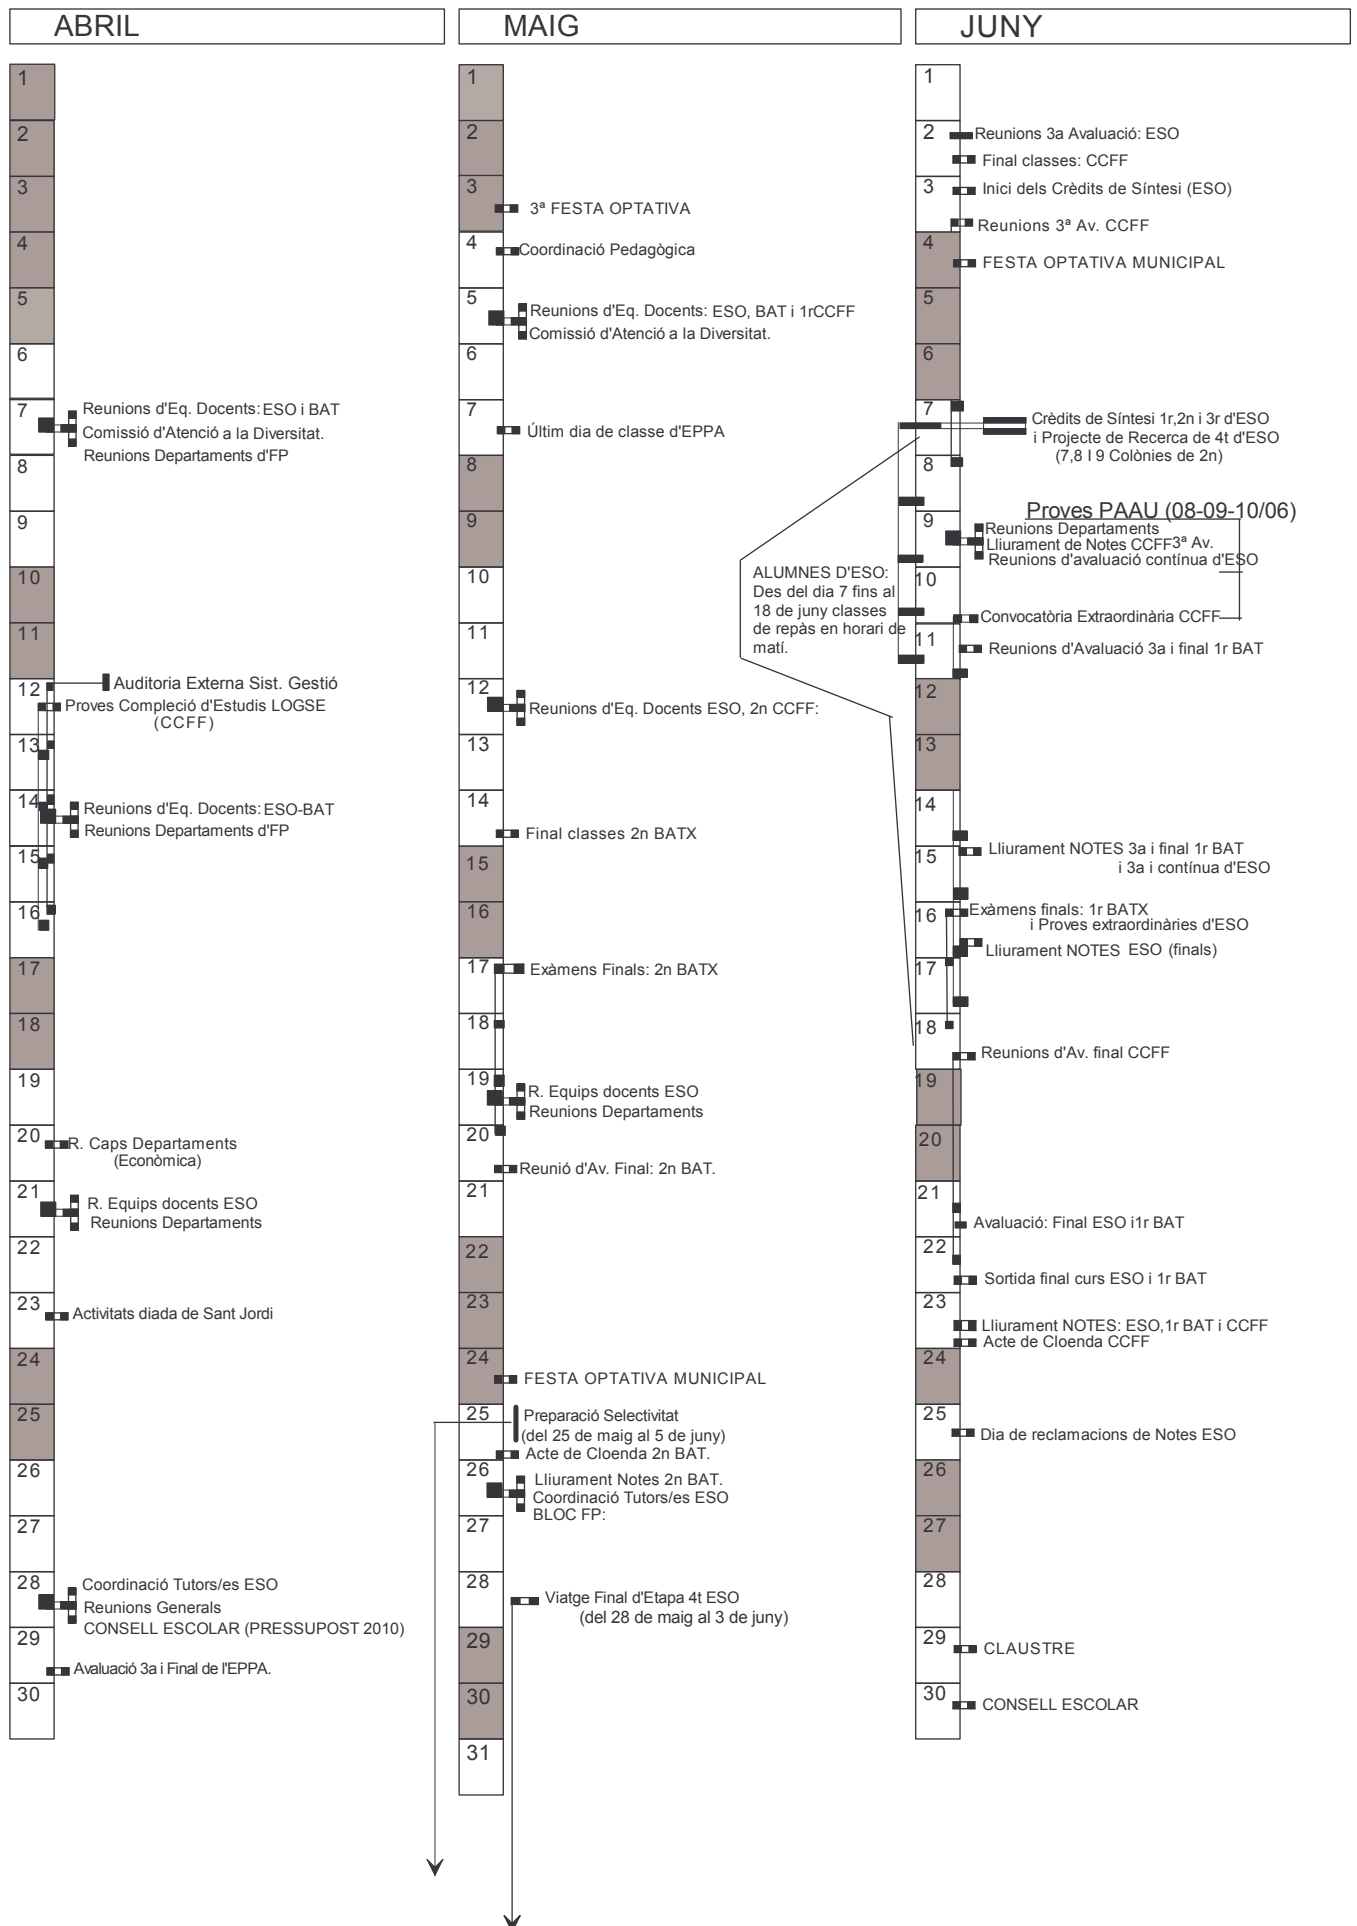 ABRIL
1
2
3
4
5
6
7
Reunions d'Eq. Docents: ESO i BAT
Comissió d'Atenció a la Diversitat.
Reunions Departaments d'FP
8
9
10
11
12
Auditoria Externa Sist. Gestió
Proves Compleció d'Estudis LOGSE
(CCFF)
13
14
Reunions d'Eq. Docents: ESO-BAT
Reunions Departaments d'FP
15
16
17
18
19
20
R. Caps Departaments
(Econòmica)
21
R. Equips docents ESO
Reunions Departaments
22
23
Activitats diada de Sant Jordi
24
25
26
27
28
Coordinació Tutors/es ESO
Reunions Generals
CONSELL ESCOLAR (PRESSUPOST 2010)
29
Avaluació 3a i Final de l'EPPA.
30
MAIG
1
2
3
3ª FESTA OPTATIVA
4
Coordinació Pedagògica
5
Reunions d'Eq. Docents: ESO, BAT i 1rCCFF
Comissió d'Atenció a la Diversitat.
6
7
Últim dia de classe d'EPPA
8
9
10
11
12
Reunions d'Eq. Docents ESO, 2n CCFF:
13
14
Final classes 2n BATX
15
16
17
Exàmens Finals: 2n BATX
18
19
R. Equips docents ESO
Reunions Departaments
20
Reunió d'Av. Final: 2n BAT.
21
22
23
24
FESTA OPTATIVA MUNICIPAL
25
Preparació Selectivitat
(del 25 de maig al 5 de juny)
Acte de Cloenda 2n BAT.
26
Lliurament Notes 2n BAT.
Coordinació Tutors/es ESO
BLOC FP:
27
28
Viatge Final d'Etapa 4t ESO
(del 28 de maig al 3 de juny)
29
30
31
JUNY
1
2
Reunions 3a Avaluació: ESO
Final classes: CCFF
3
Inici dels Crèdits de Síntesi (ESO)
Reunions 3ª Av. CCFF
4
FESTA OPTATIVA MUNICIPAL
5
6
7
Crèdits de Síntesi 1r,2n i 3r d'ESO
i Projecte de Recerca de 4t d'ESO
(7,8 I 9 Colònies de 2n)
8
Proves PAAU (08-09-10/06)
9
Reunions Departaments
Lliurament de Notes CCFF3ª Av.
Reunions d'avaluació contínua d'ESO
ALUMNES D'ESO:
Des del dia 7 fins al
18 de juny classes
de repàs en horari de
matí.
10
Convocatòria Extraordinària CCFF
11
Reunions d'Avaluació 3a i final 1r BAT
12
13
14
15
Lliurament NOTES 3a i final 1r BAT
i 3a i contínua d'ESO
16
Exàmens finals: 1r BATX
i Proves extraordinàries d'ESO
Lliurament NOTES ESO (finals)
17
18
Reunions d'Av. final CCFF
19
20
21
Avaluació: Final ESO i1r BAT
22
Sortida final curs ESO i 1r BAT
23
Lliurament NOTES: ESO,1r BAT i CCFF
Acte de Cloenda CCFF
24
25
Dia de reclamacions de Notes ESO
26
27
28
29
CLAUSTRE
30
CONSELL ESCOLAR